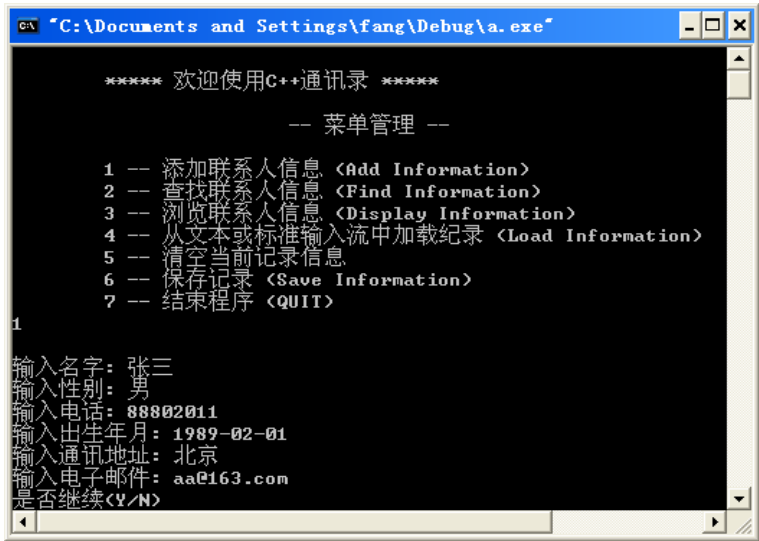 "C:\Documents and Settings\fang\Debug\a.exe"
***** 欢迎使用C++通讯录 *****
-- 菜单管理 --
1 -- 添加联系人信息 (Add Information)
2 -- 查找联系人信息 (Find Information)
3 -- 浏览联系人信息 (Display Information)
4 -- 从文本或标准输入流中加载纪录 (Load Information)
5 -- 清空当前记录信息
6 -- 保存记录 (Save Information)
7 -- 结束程序 (QUIT)
1
输入名字: 张三
输入性别: 男
输入电话: 88802011
输入出生年月: 1989-02-01
输入通讯地址: 北京
输入电子邮件: aa@163.com
是否继续(Y/N)